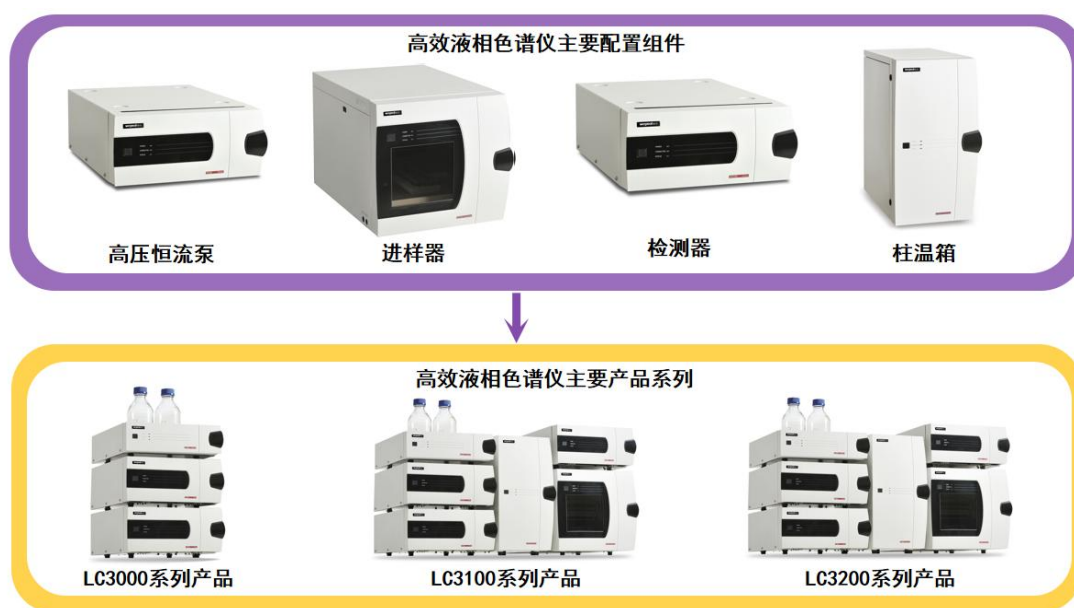 高效液相色谱仪主要配置组件
高压恒流泵
进样器
检测器
柱温箱
高效液相色谱仪主要产品系列
LC3000系列产品
LC3100系列产品
LC3200系列产品